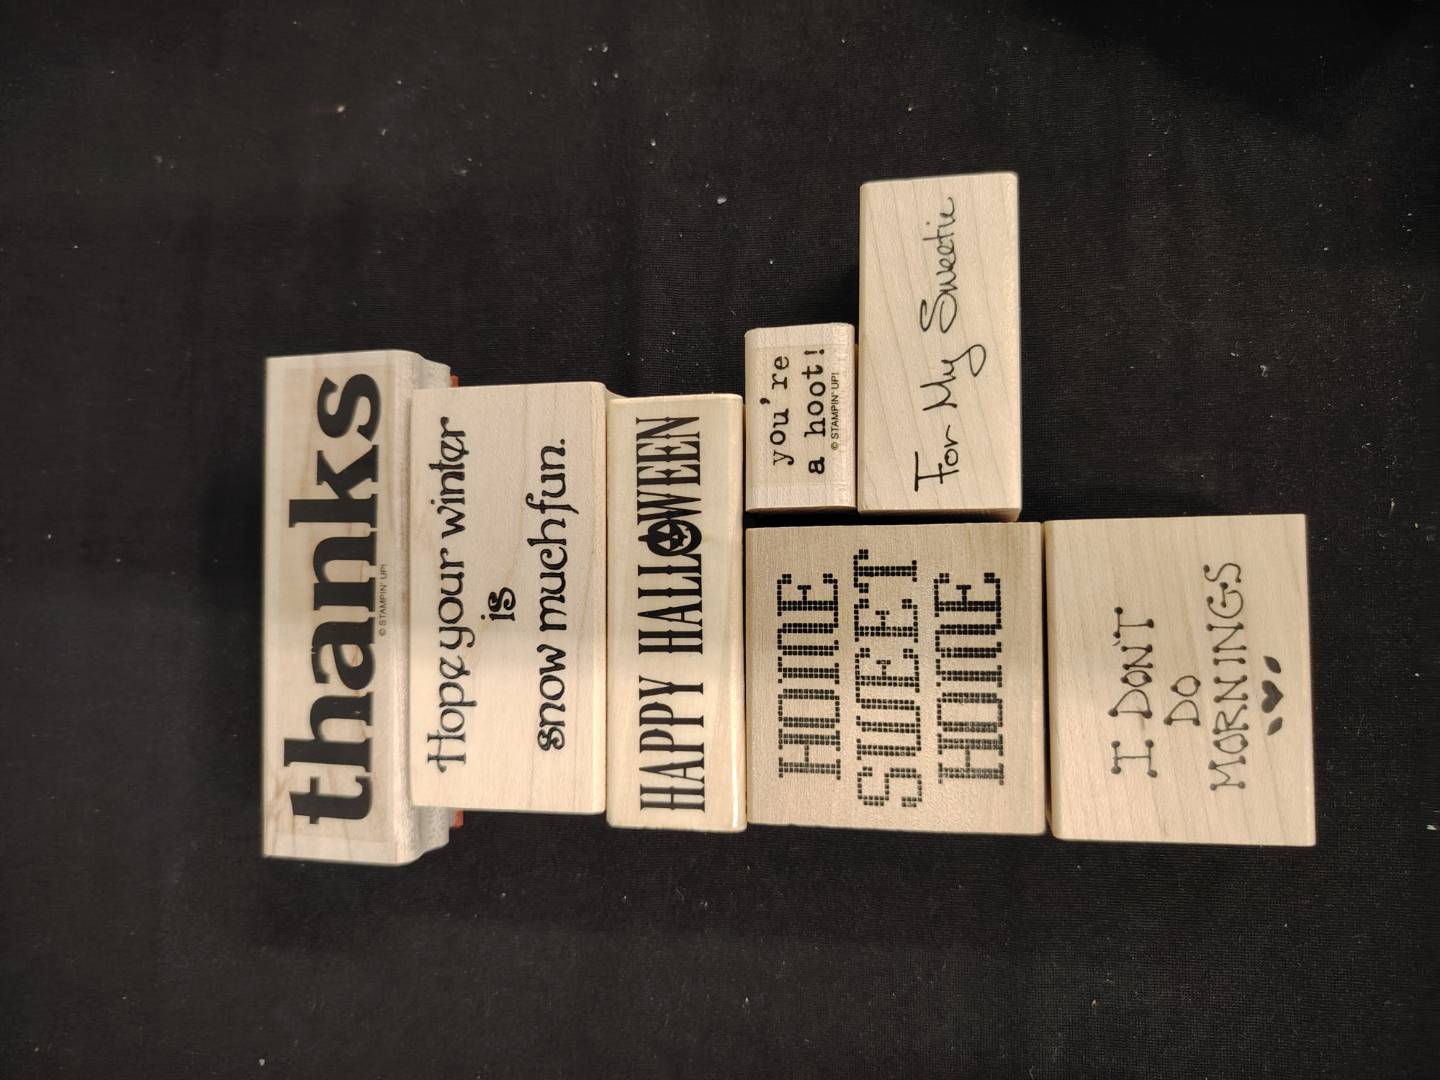 thanks
© STAMPIN' UP!
Hope your winter
is
snow much fun.
HAPPY HALLOWEEN
HOME
SWEET
HOME
you're
a hoot!
© STAMPIN' UP!
For My Sweetie
I DON'T
DO
MORNINGS